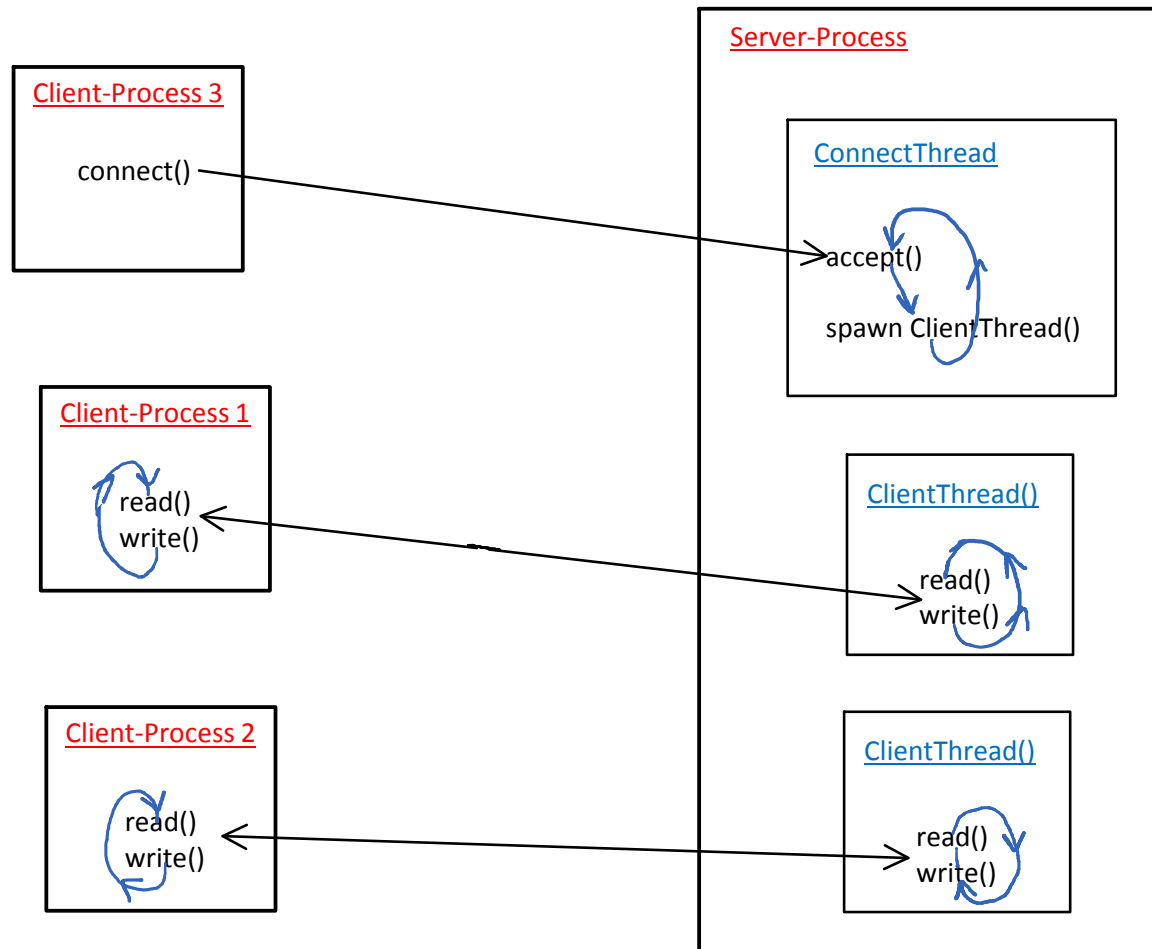 Server-Process
Client-Process 3
connect()
ConnectThread
accept()
spawn ClientThread()
Client-Process 1
read()
write()
ClientThread()
read()
write()
Client-Process 2
read()
write()
ClientThread()
read()
write()